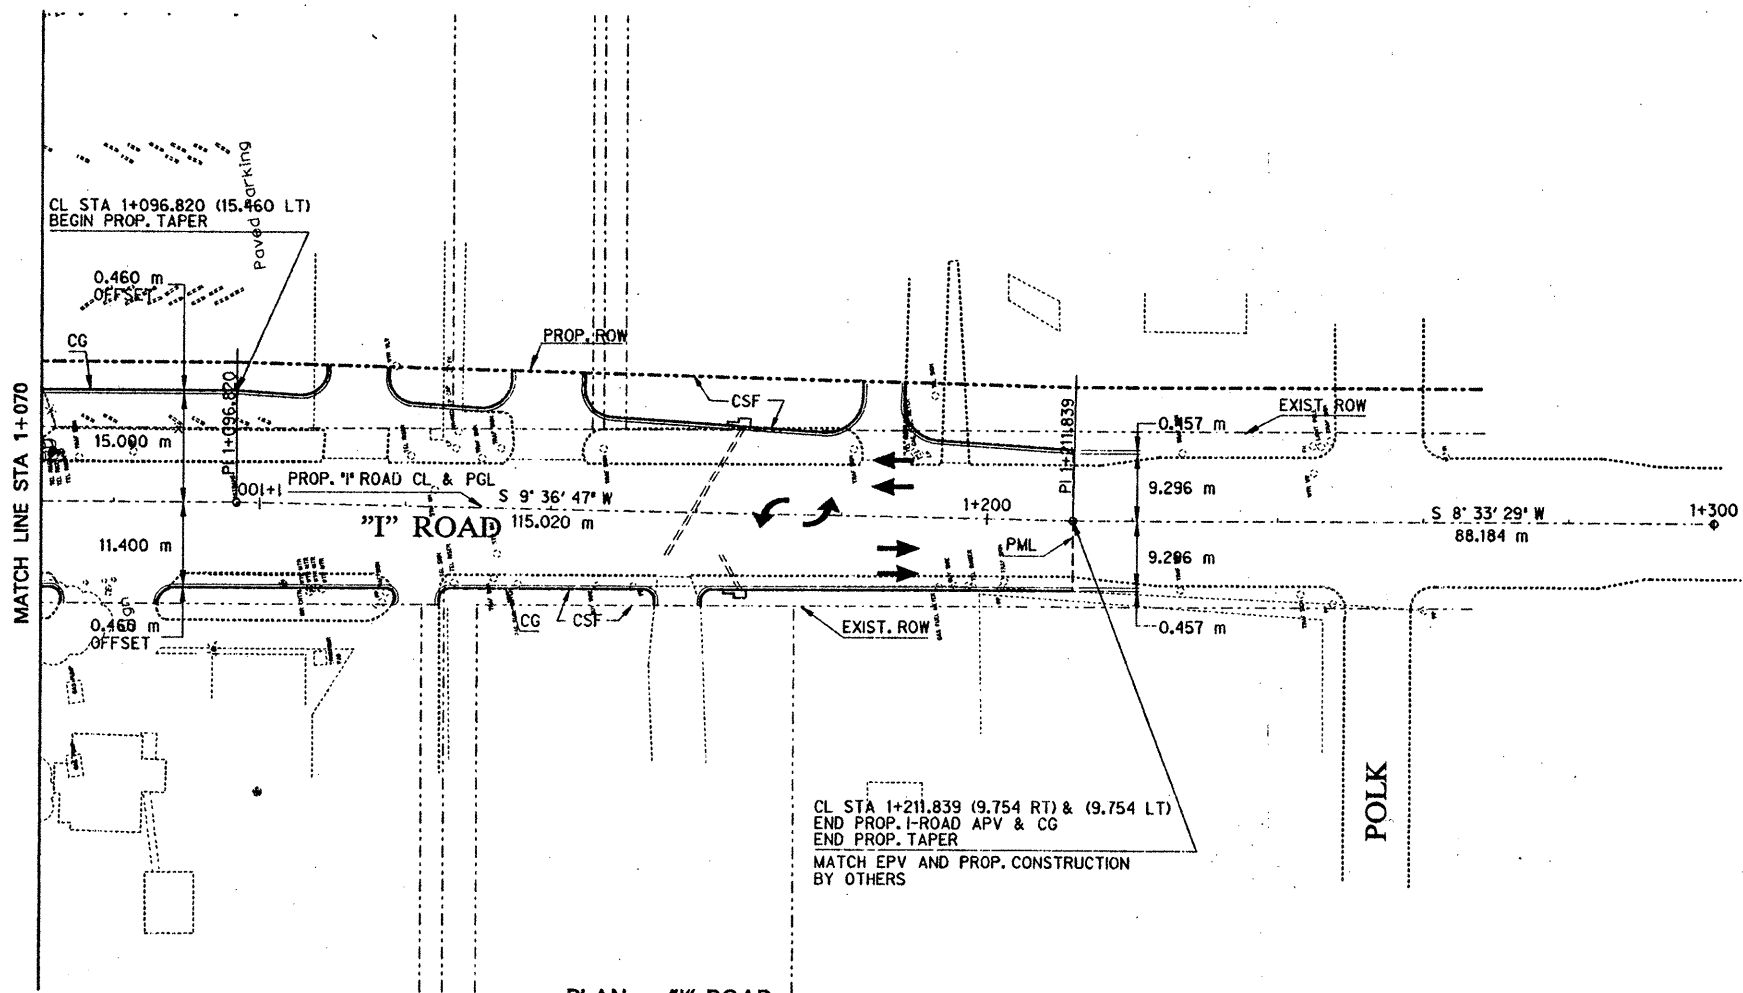 MATCH LINE STA 1+070
Paved Parking
CL STA 1+096.820 (15.460 LT)
BEGIN PROP. TAPER
0.460 m
OFFSET
CG
PROP. ROW
CSF
EXIST. ROW
PI 1+096.820
PI 1+211.839
0.457 m
15.000 m
1+100
PROP. "I" ROAD CL & PGL
S 9° 36' 47" W
115.020 m
"I" ROAD
1+200
9.296 m
S 8° 33' 29" W
88.184 m
1+300
11.400 m
PML
9.296 m
0.460 m
OFFSET
CG
CSF
EXIST. ROW
0.457 m
CL STA 1+211.839 (9.754 RT) & (9.754 LT)
END PROP. I-ROAD APV & CG
END PROP. TAPER
MATCH EPV AND PROP. CONSTRUCTION
BY OTHERS
POLK
PLAN - "I" ROAD